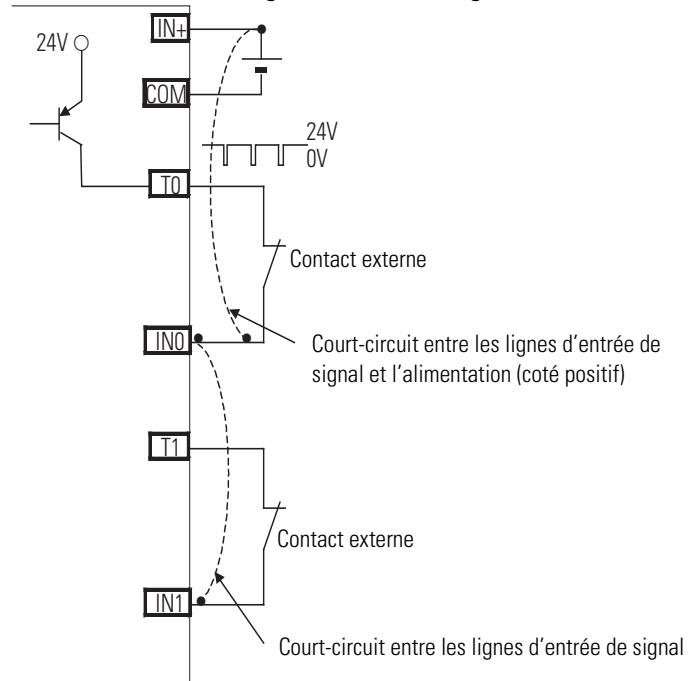 IN+
24V
COM
24V
0V
T0
Contact externe
IN0
Court-circuit entre les lignes d'entrée de
signal et l'alimentation (coté positif)
T1
Contact externe
IN1
Court-circuit entre les lignes d'entrée de signal